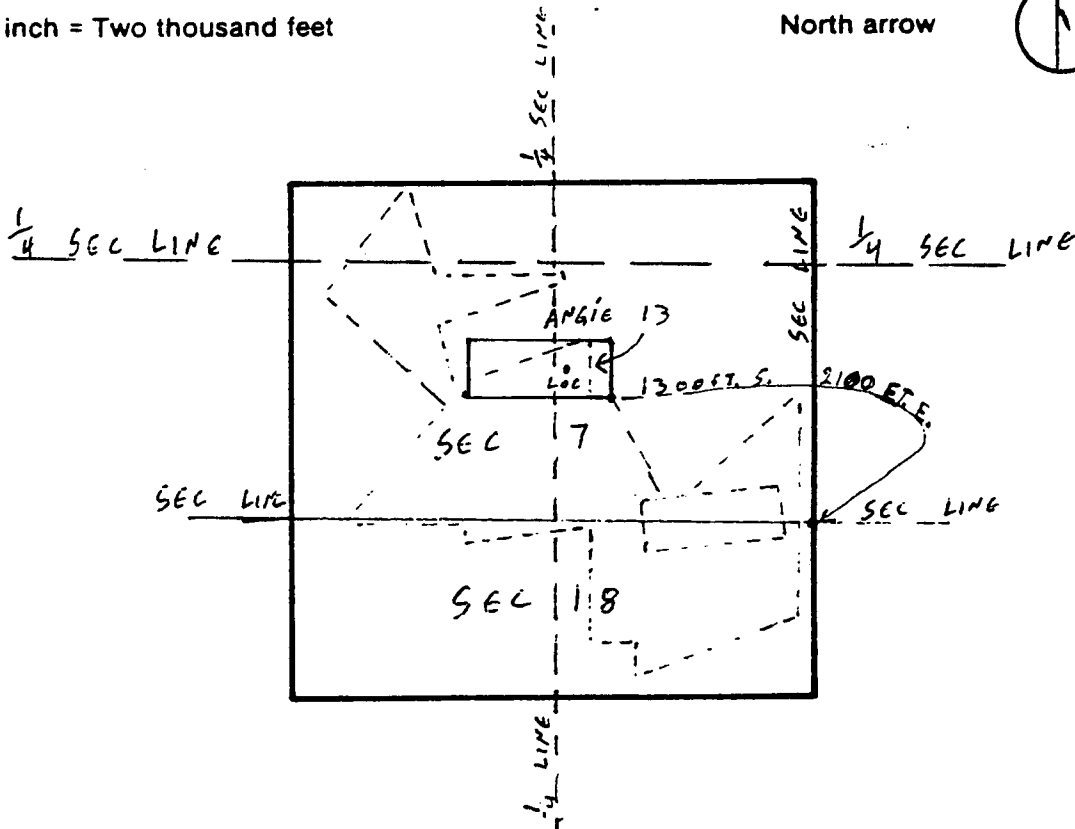 inch = Two thousand feet
North arrow
1/4 SEC LINE
1/4 SEC LINE
1/4 SEC LINE
SEC LINE
ANGIE 13
LOC
1300 FT. S. 2100 FT. E.
SEC 7
SEC LINE
SEC LINE
SEC 18
1/4 LINE